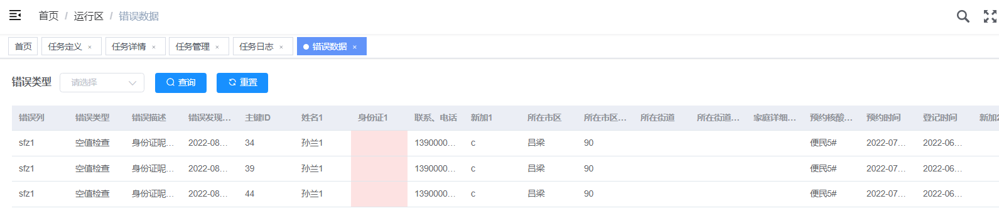 首页 / 运行区 / 错误数据
首页 任务定义 × 任务详情 × 任务管理 × 任务日志 × 错误数据 ×
错误类型 请选择 查询 重置
错误列 错误类型 错误描述 错误发现... 主键ID 姓名1 身份证1 联系、电话 新加1 所在市区 所在市区... 所在街道 所在街道... 家庭详细... 预约核酸... 预约时间 登记时间 新加2
sfz1 空值检查 身份证呢... 2022-08... 34 孙兰1 1390000... c 吕梁 90 便民5# 2022-07... 2022-06...
sfz1 空值检查 身份证呢... 2022-08... 39 孙兰1 1390000... c 吕梁 90 便民5# 2022-07... 2022-06...
sfz1 空值检查 身份证呢... 2022-08... 44 孙兰1 1390000... c 吕梁 90 便民5# 2022-07... 2022-06...